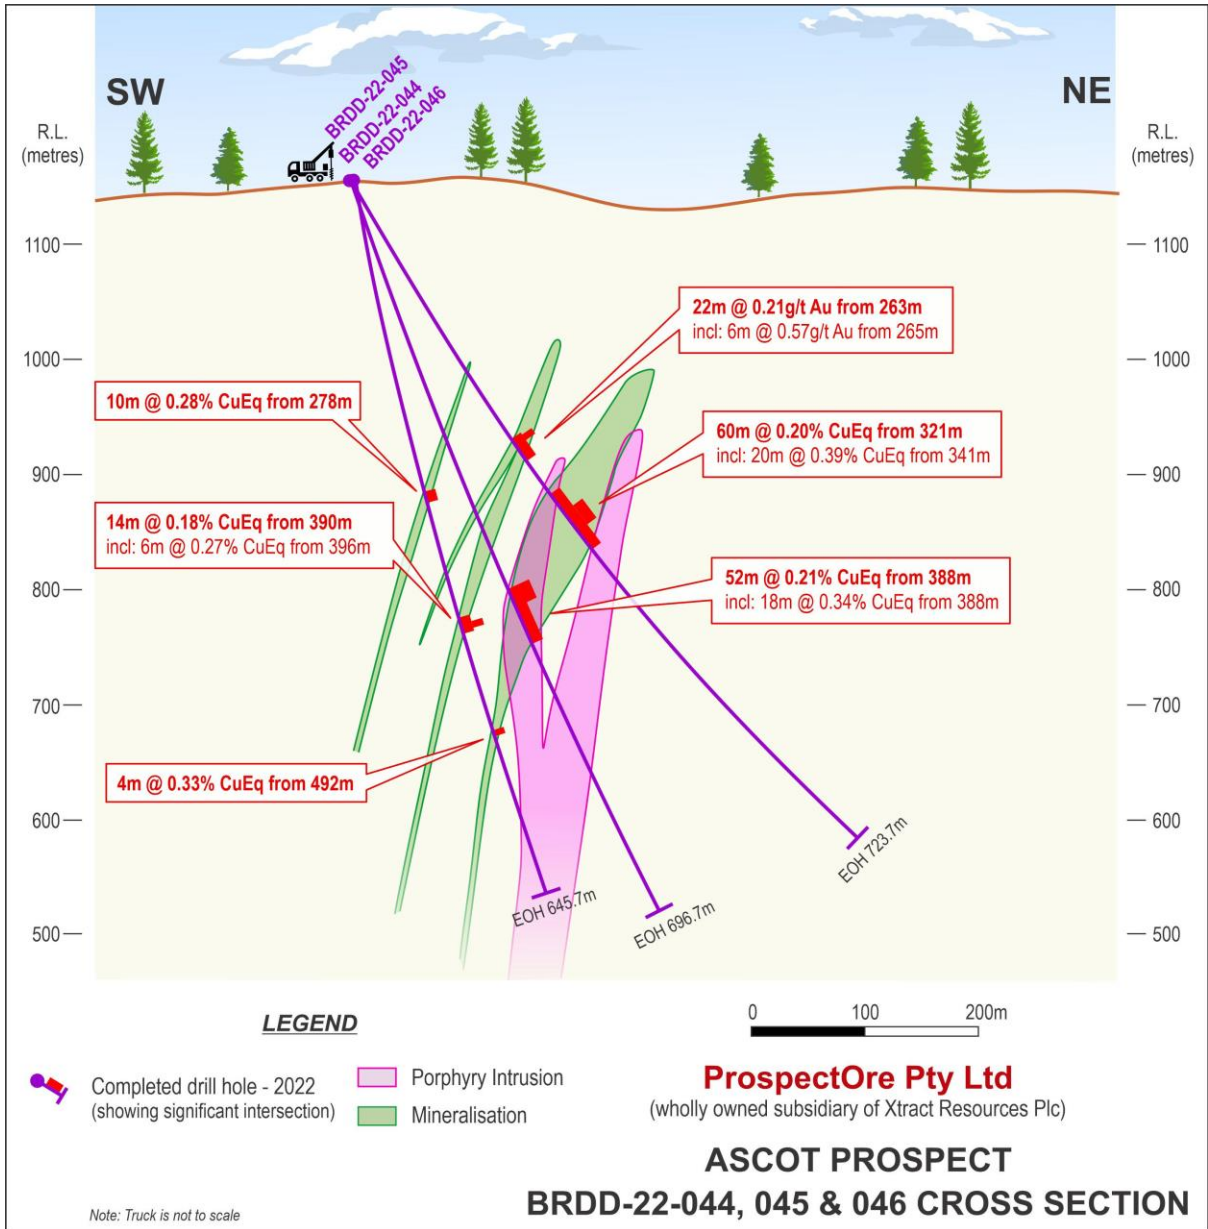 SW
NE
BRDD-22-045
BRDD-22-044
BRDD-22-046
R.L.
(metres)
R.L.
(metres)
1100
1100
22m @ 0.21g/t Au from 263m
incl: 6m @ 0.57g/t Au from 265m
1000
1000
10m @ 0.28% CuEq from 278m
60m @ 0.20% CuEq from 321m
incl: 20m @ 0.39% CuEq from 341m
900
900
14m @ 0.18% CuEq from 390m
incl: 6m @ 0.27% CuEq from 396m
52m @ 0.21% CuEq from 388m
incl: 18m @ 0.34% CuEq from 388m
800
800
700
700
4m @ 0.33% CuEq from 492m
600
600
EOH 723.7m
EOH 645.7m
EOH 696.7m
500
500
LEGEND
0 100 200m
Completed drill hole - 2022
(showing significant intersection)
Porphyry Intrusion
Mineralisation
ProspectOre Pty Ltd
(wholly owned subsidiary of Xtract Resources Plc)
ASCOT PROSPECT
BRDD-22-044, 045 & 046 CROSS SECTION
Note: Truck is not to scale